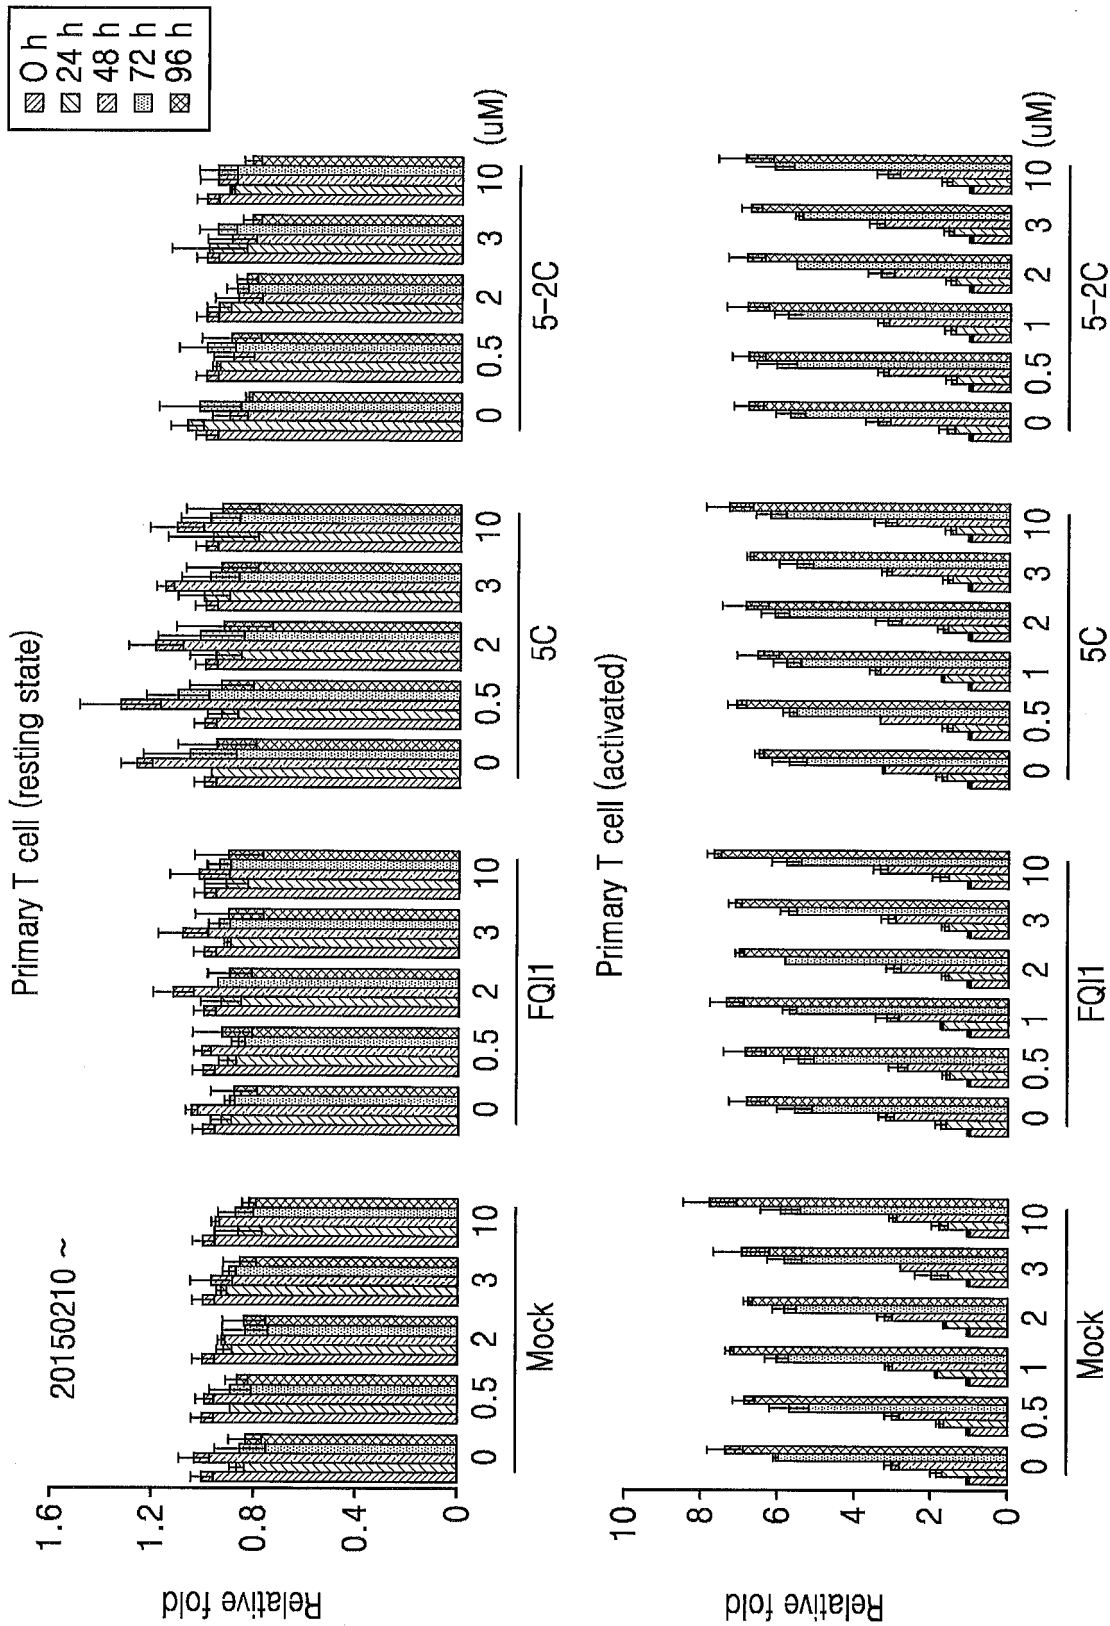 Primary T cell (resting state)
20150210 ~
0 h
24 h
48 h
72 h
96 h
Relative fold
1.6
1.2
0.8
0.4
0
0 0.5 2 3 10 0 0.5 2 3 10 0 0.5 2 3 10 0 0.5 2 3 10 (uM)
Mock FQI1 5C 5-2C
Primary T cell (activated)
Relative fold
10
8
6
4
2
0
0 0.5 1 2 3 10 0 0.5 1 2 3 10 0 0.5 1 2 3 10 0 0.5 1 2 3 10 (uM)
Mock FQI1 5C 5-2C